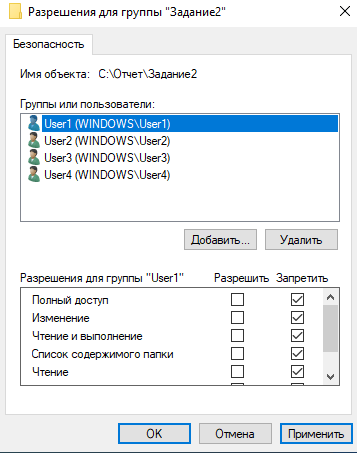 Разрешения для группы "Задание2"
Безопасность
Имя объекта: C:\Отчет\Задание2
Группы или пользователи:
User1 (WINDOWS\User1)
User2 (WINDOWS\User2)
User3 (WINDOWS\User3)
User4 (WINDOWS\User4)
Добавить... Удалить
Разрешения для группы "User1" Разрешить Запретить
Полный доступ
Изменение
Чтение и выполнение
Список содержимого папки
Чтение
OK Отмена Применить